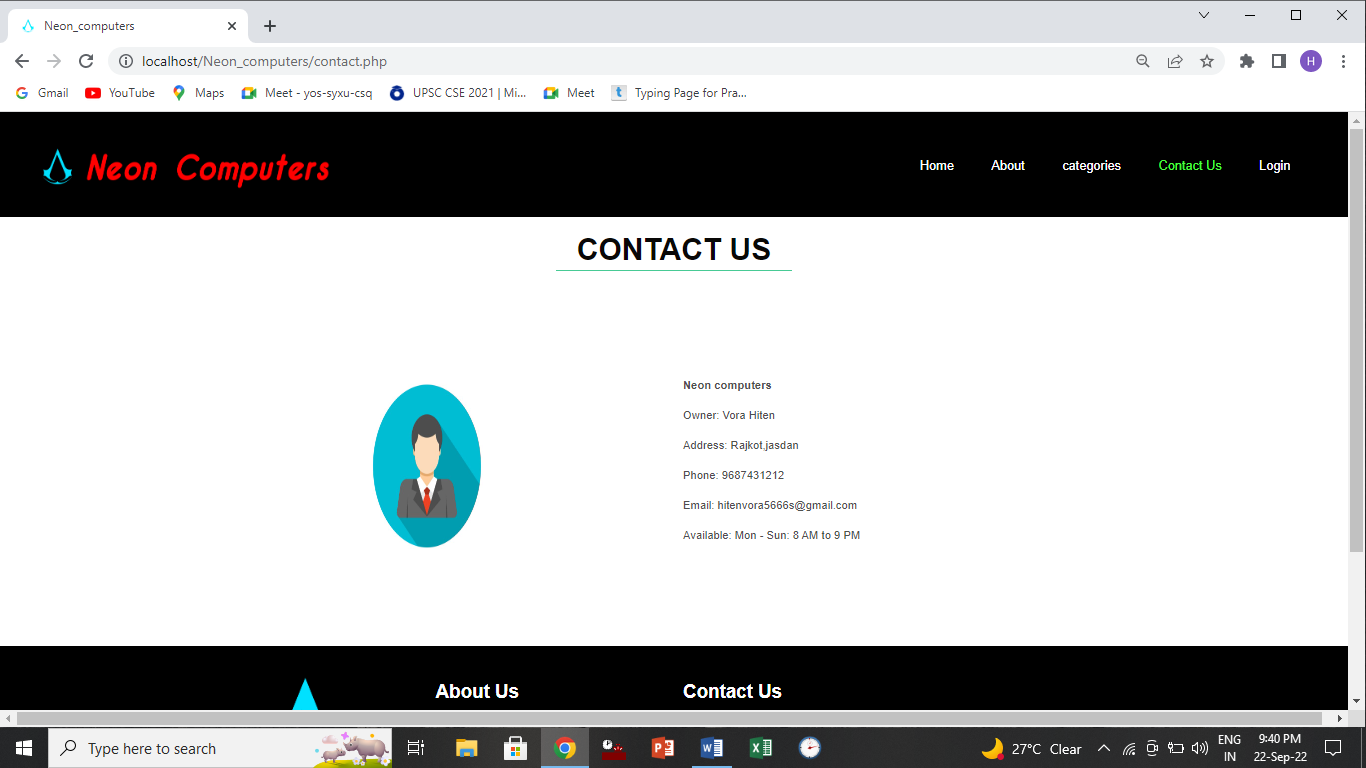 Neon_computers
localhost/Neon_computers/contact.php
H
Gmail
YouTube
Maps
Meet - yos-syxu-csq
UPSC CSE 2021 | Mi...
Meet
t
Typing Page for Pra...
Neon Computers
Home
About
categories
Contact Us
Login
CONTACT US
Neon computers
Owner: Vora Hiten
Address: Rajkot,jasdan
Phone: 9687431212
Email: hitenvora5666s@gmail.com
Available: Mon - Sun: 8 AM to 9 PM
About Us
Contact Us
Type here to search
27°C Clear
ENG
IN
9:40 PM
22-Sep-22